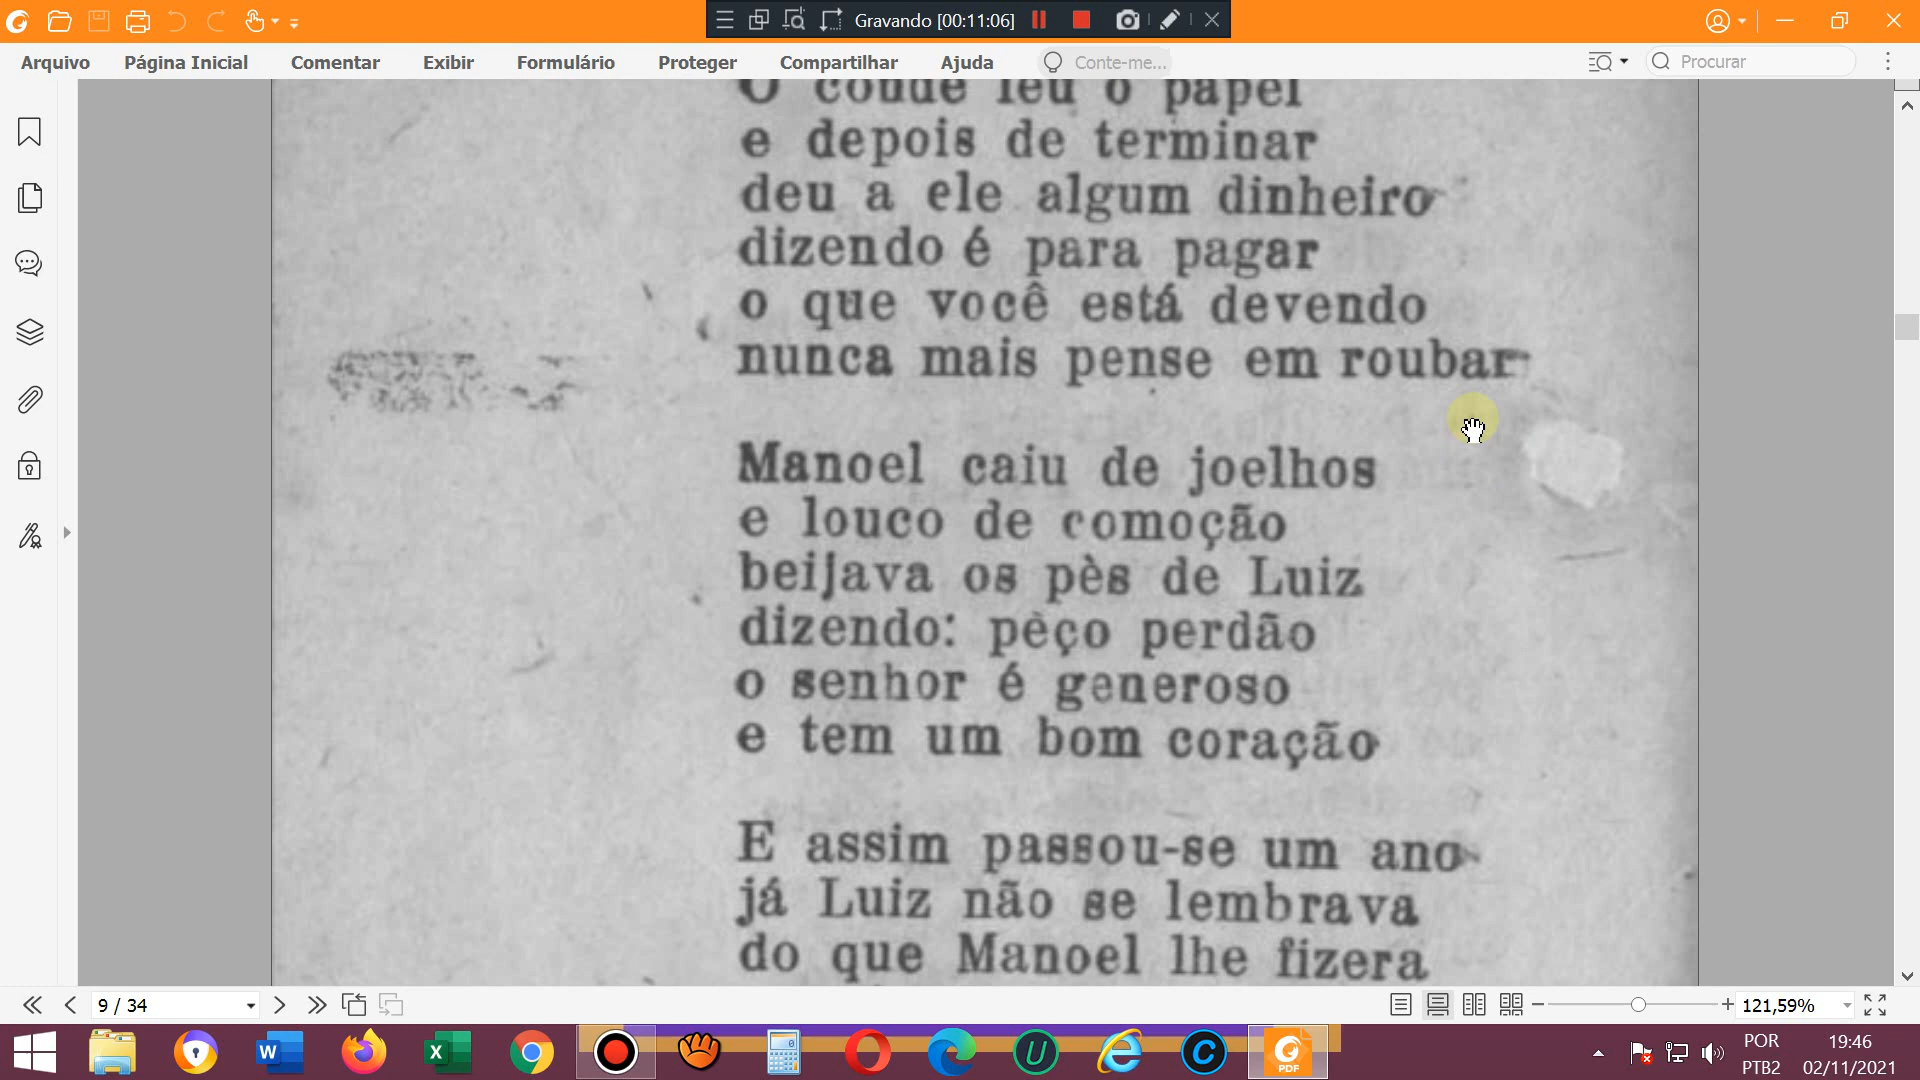 Gravando [00:11:06]
Arquivo Página Inicial Comentar Exibir Formulário Proteger Compartilhar Ajuda Conte-me... Procurar
O conde leu o papel
e depois de terminar
deu a ele algum dinheiro
dizendo é para pagar
o que você está devendo
nunca mais pense em roubar
Manoel caiu de joelhos
e louco de comoção
beijava os pès de Luiz
dizendo: pèço perdão
o senhor é generoso
e tem um bom coração
E assim passou-se um ano
já Luiz não se lembrava
do que Manoel lhe fizera
9 / 34
121,59%
POR
PTB2
19:46
02/11/2021
PDF